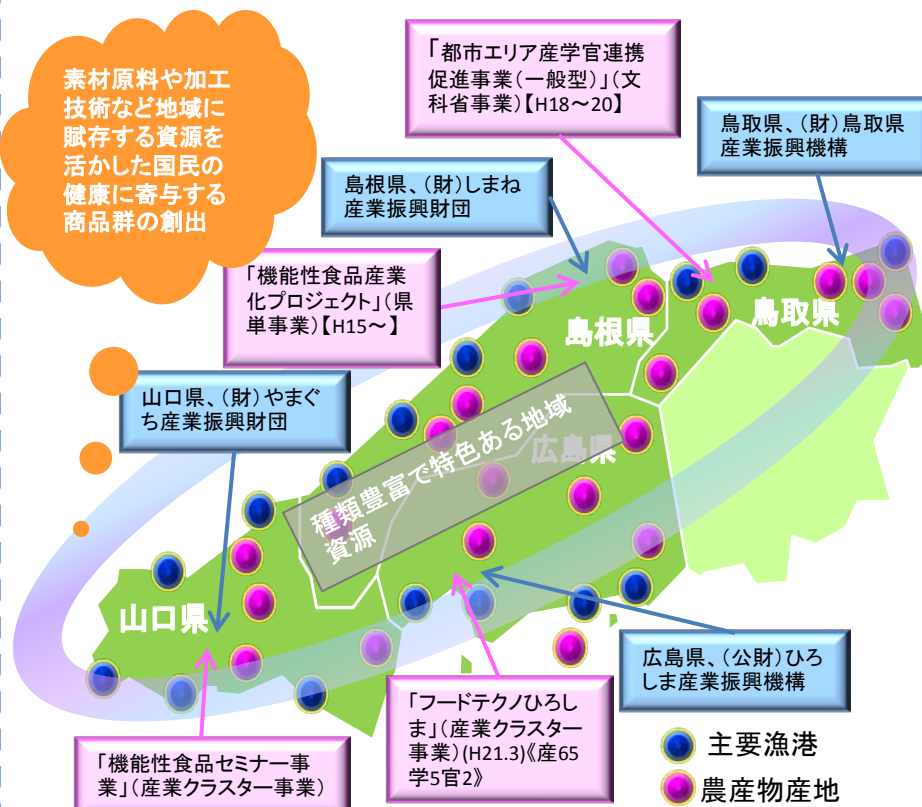 「都市エリア産学官連携
促進事業(一般型)」(文
科省事業)【H18～20】
素材原料や加工
技術など地域に
賦存する資源を
活かした国民の
健康に寄与する
商品群の創出
鳥取県、(財)鳥取県
産業振興機構
島根県、(財)しまね
産業振興財団
「機能性食品産業
化プロジェクト」(県
単事業)【H15～】
島根県
鳥取県
山口県、(財)やまぐ
ち産業振興財団
広島県
種類豊富で特色ある地域
資源
山口県
広島県、(公財)ひろ
しま産業振興機構
「フードテクノひろし
ま」(産業クラスター
事業)(H21.3)《産65
学5官2》
「機能性食品セミナー事
業」(産業クラスター事業)
主要漁港
農産物産地